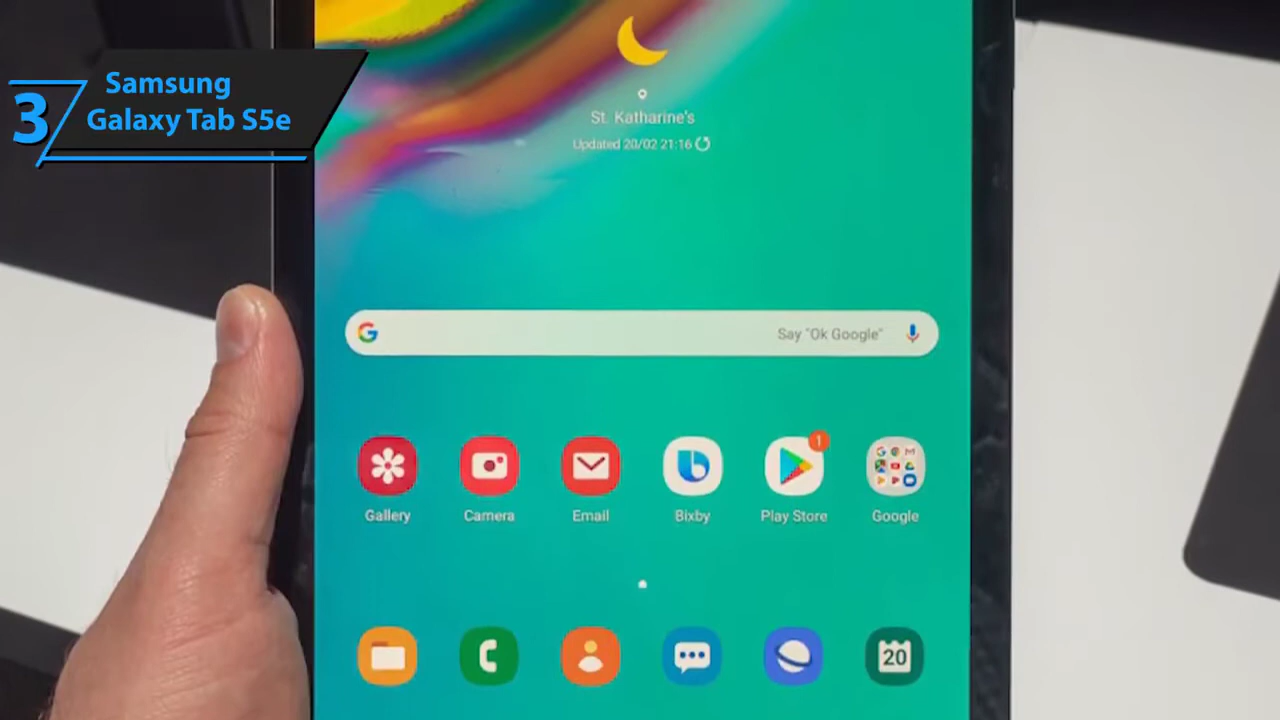 3
Samsung
Galaxy Tab S5e
St. Katharine's
Updated 20/02 21:16
Say "Ok Google"
1
Gallery
Camera
Email
Bixby
Play Store
Google
20